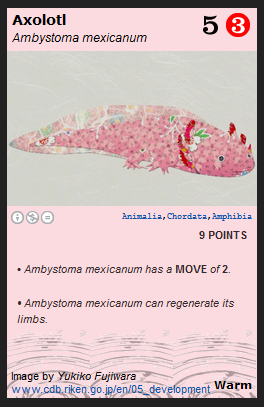 Axolotl
Ambystoma mexicanum
5 3
Animalia,Chordata,Amphibia
9 POINTS
• Ambystoma mexicanum has a MOVE of 2.
• Ambystoma mexicanum can regenerate its
limbs.
Image by Yukiko Fujiwara
www.cdb.riken.go.jp/en/05_development
Warm